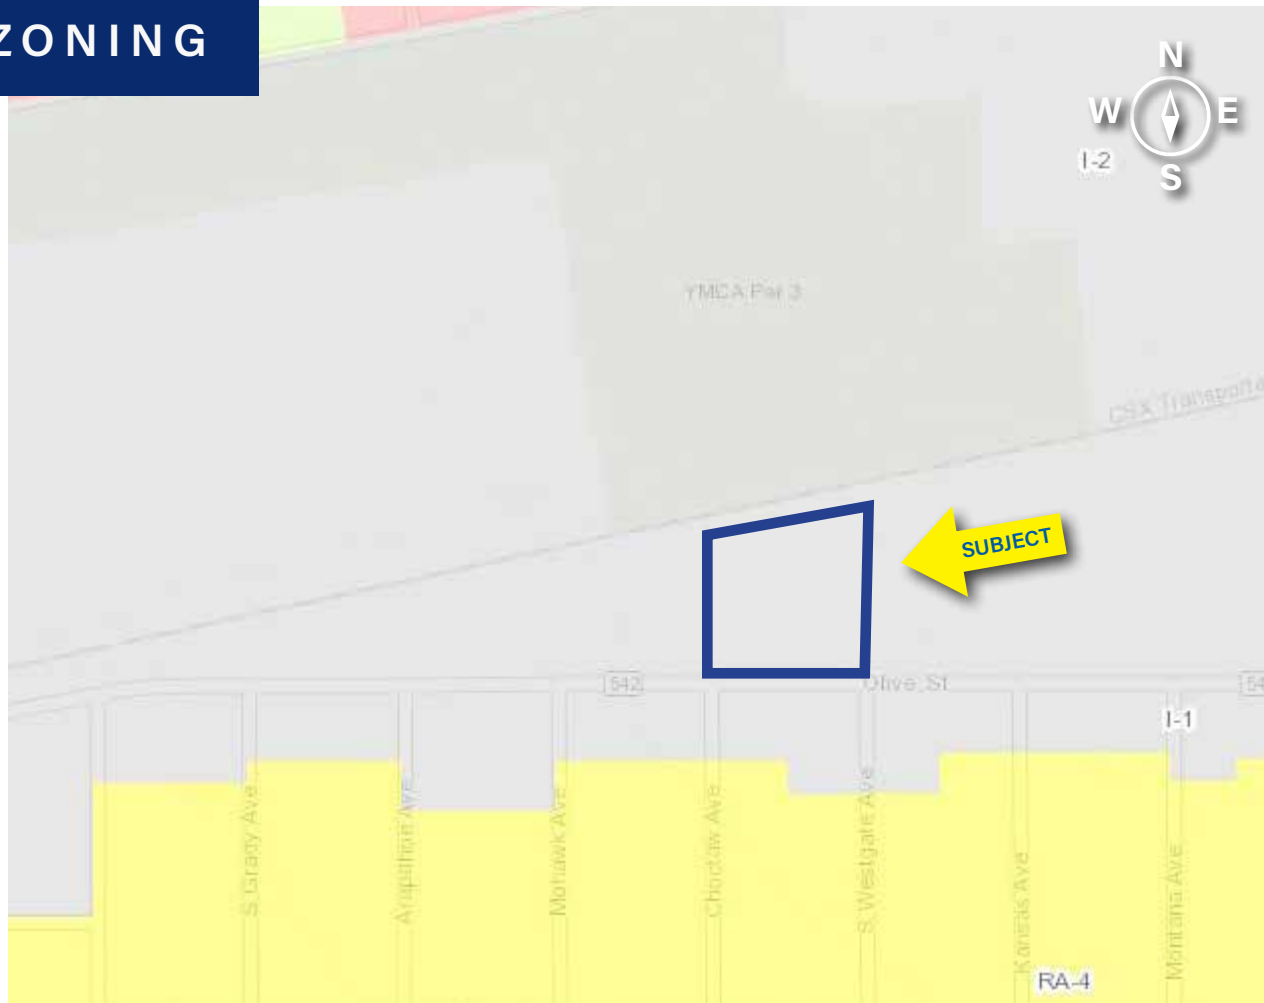 ZONING
N
W E
S
I-2
YMCA Par 3
CSX Transporta
SUBJECT
542
Olive St
54
I-1
S Grady Ave
Arapahoe Ave
Mohawk Ave
Choctaw Ave
S Westgate Ave
Kansas Ave
Montana Ave
RA-4